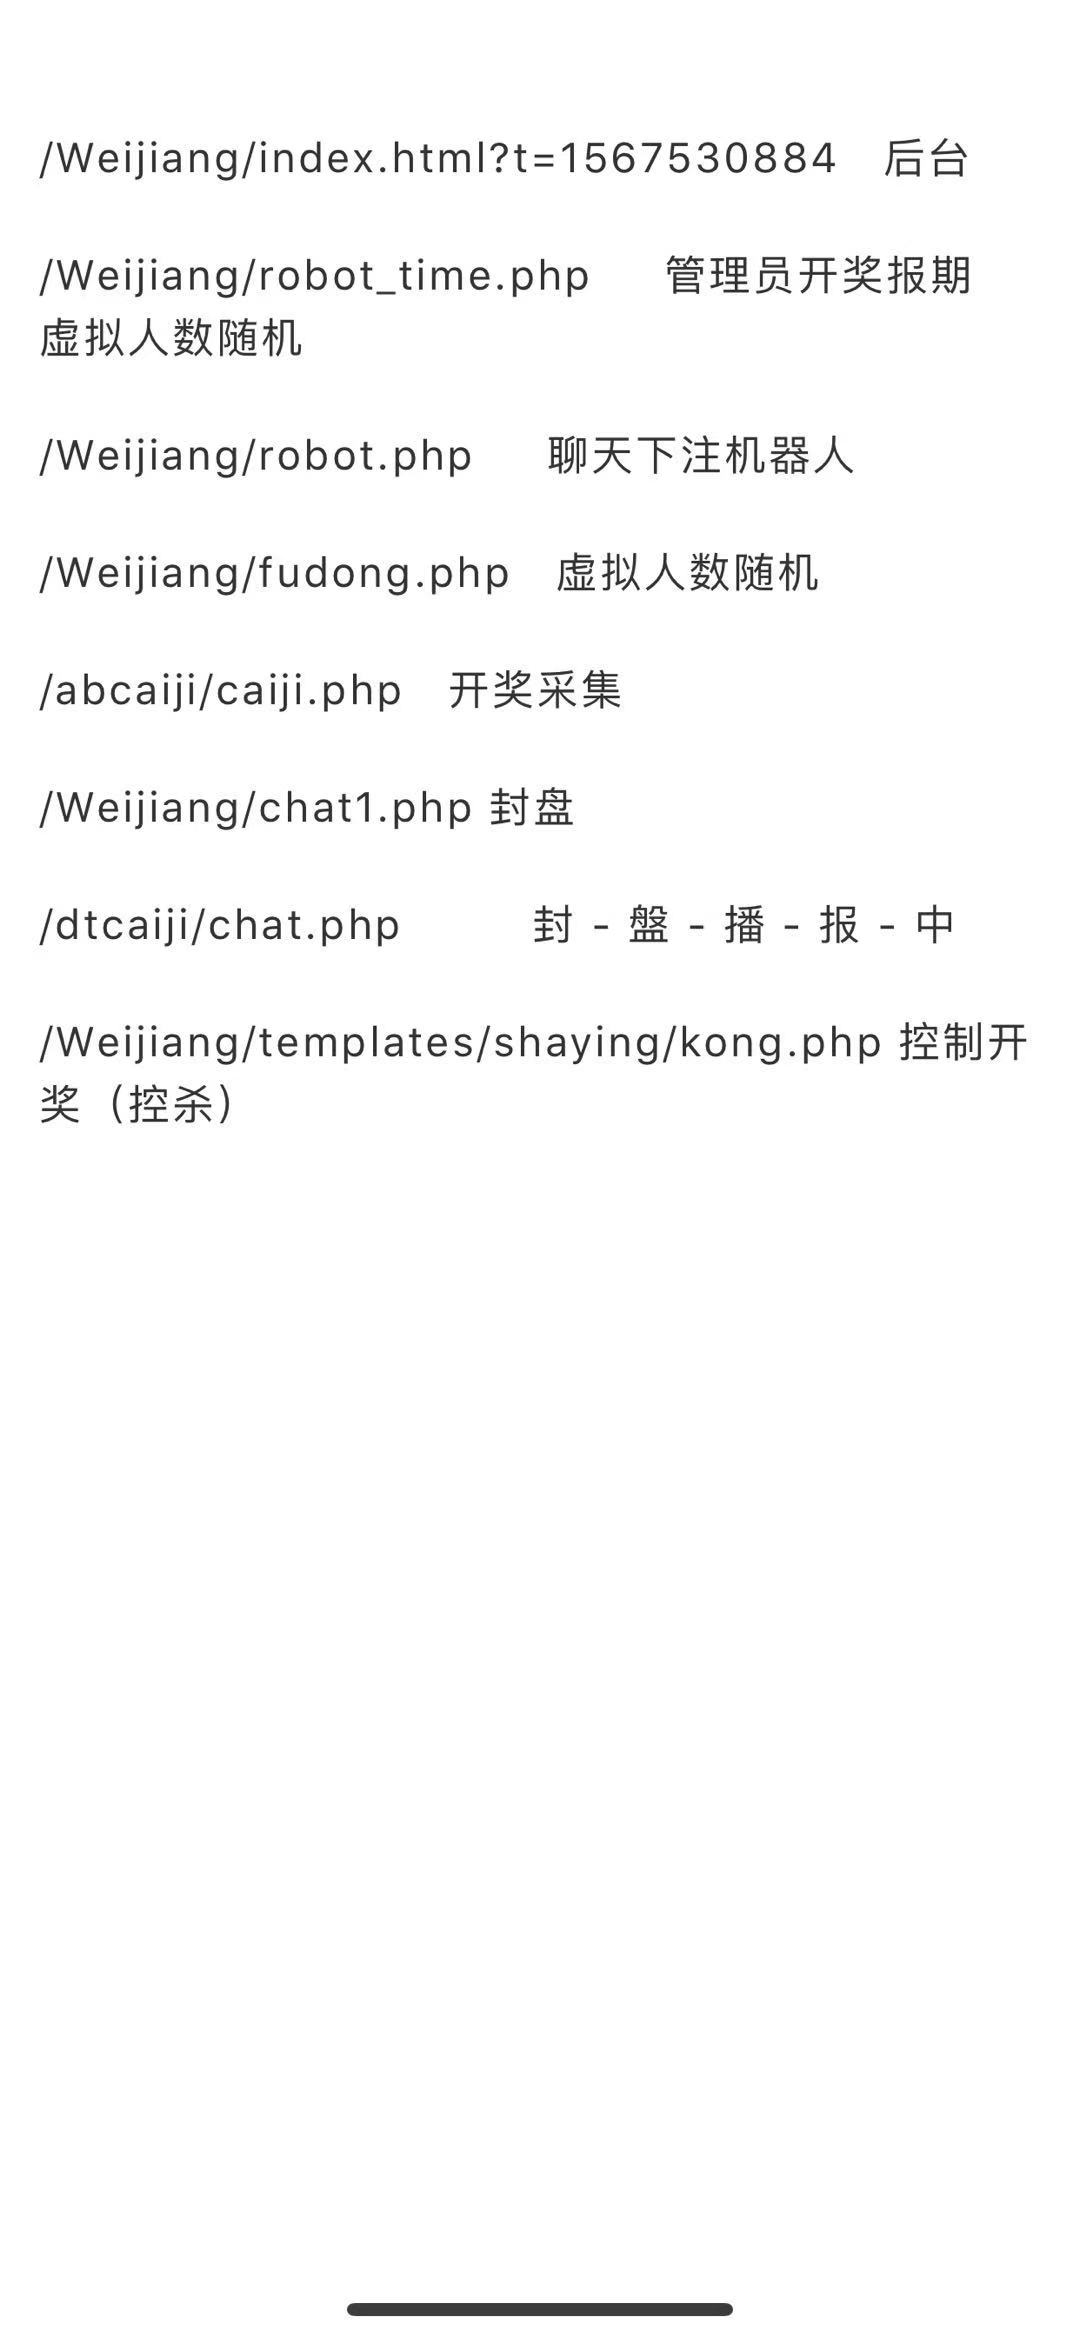 /Weijiang/index.html?t=1567530884 后台
/Weijiang/robot_time.php 管理员开奖报期
虚拟人数随机
/Weijiang/robot.php 聊天下注机器人
/Weijiang/fudong.php 虚拟人数随机
/abcaiji/caiji.php 开奖采集
/Weijiang/chat1.php 封盘
/dtcaiji/chat.php 封 - 盤 - 播 - 报 - 中
/Weijiang/templates/shaying/kong.php 控制开
奖（控杀）